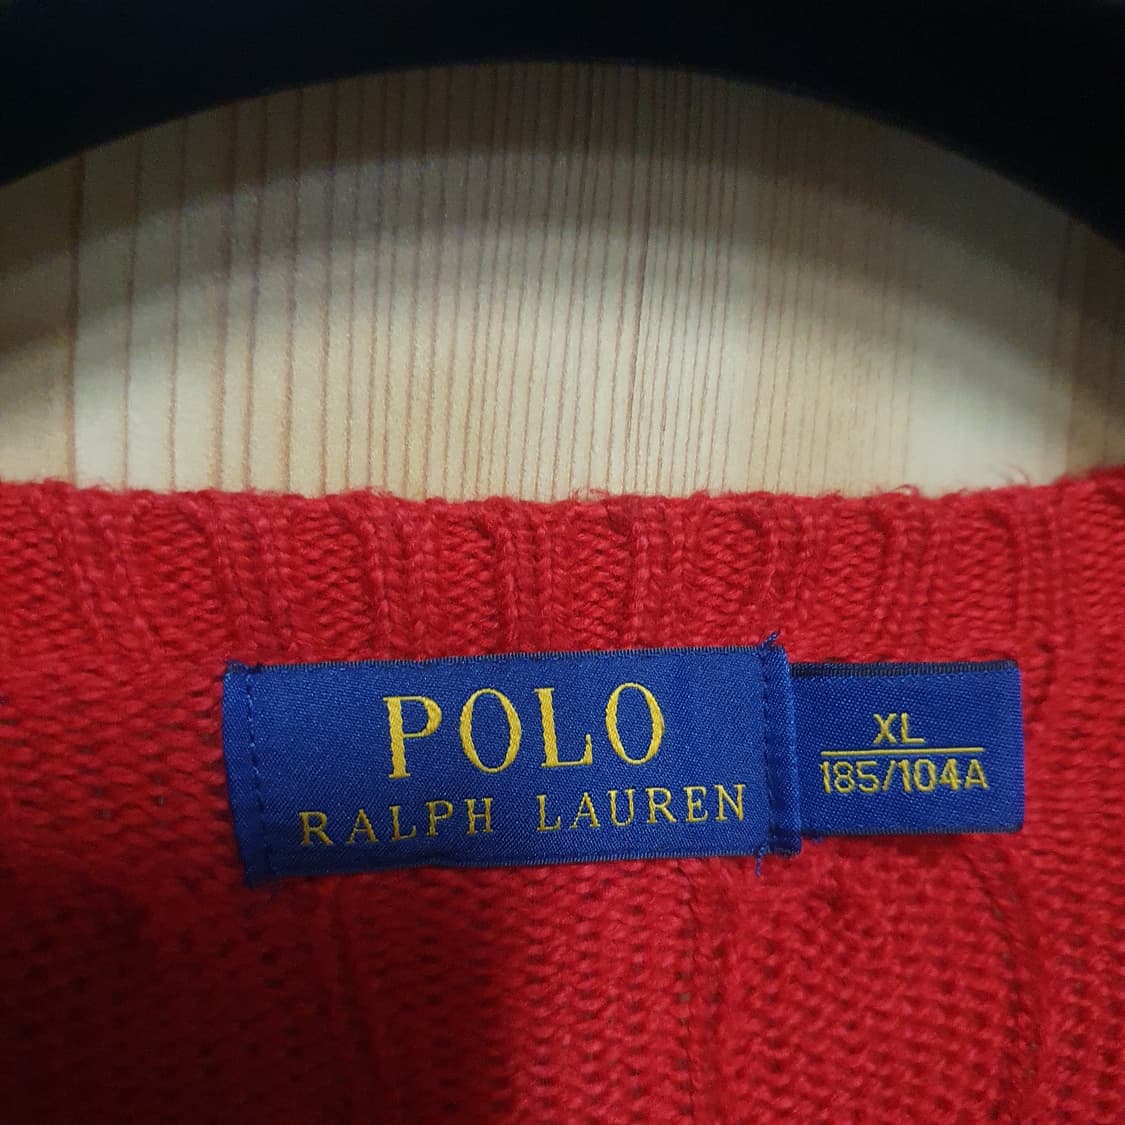 POLO
RALPH LAUREN
XL
185/104A